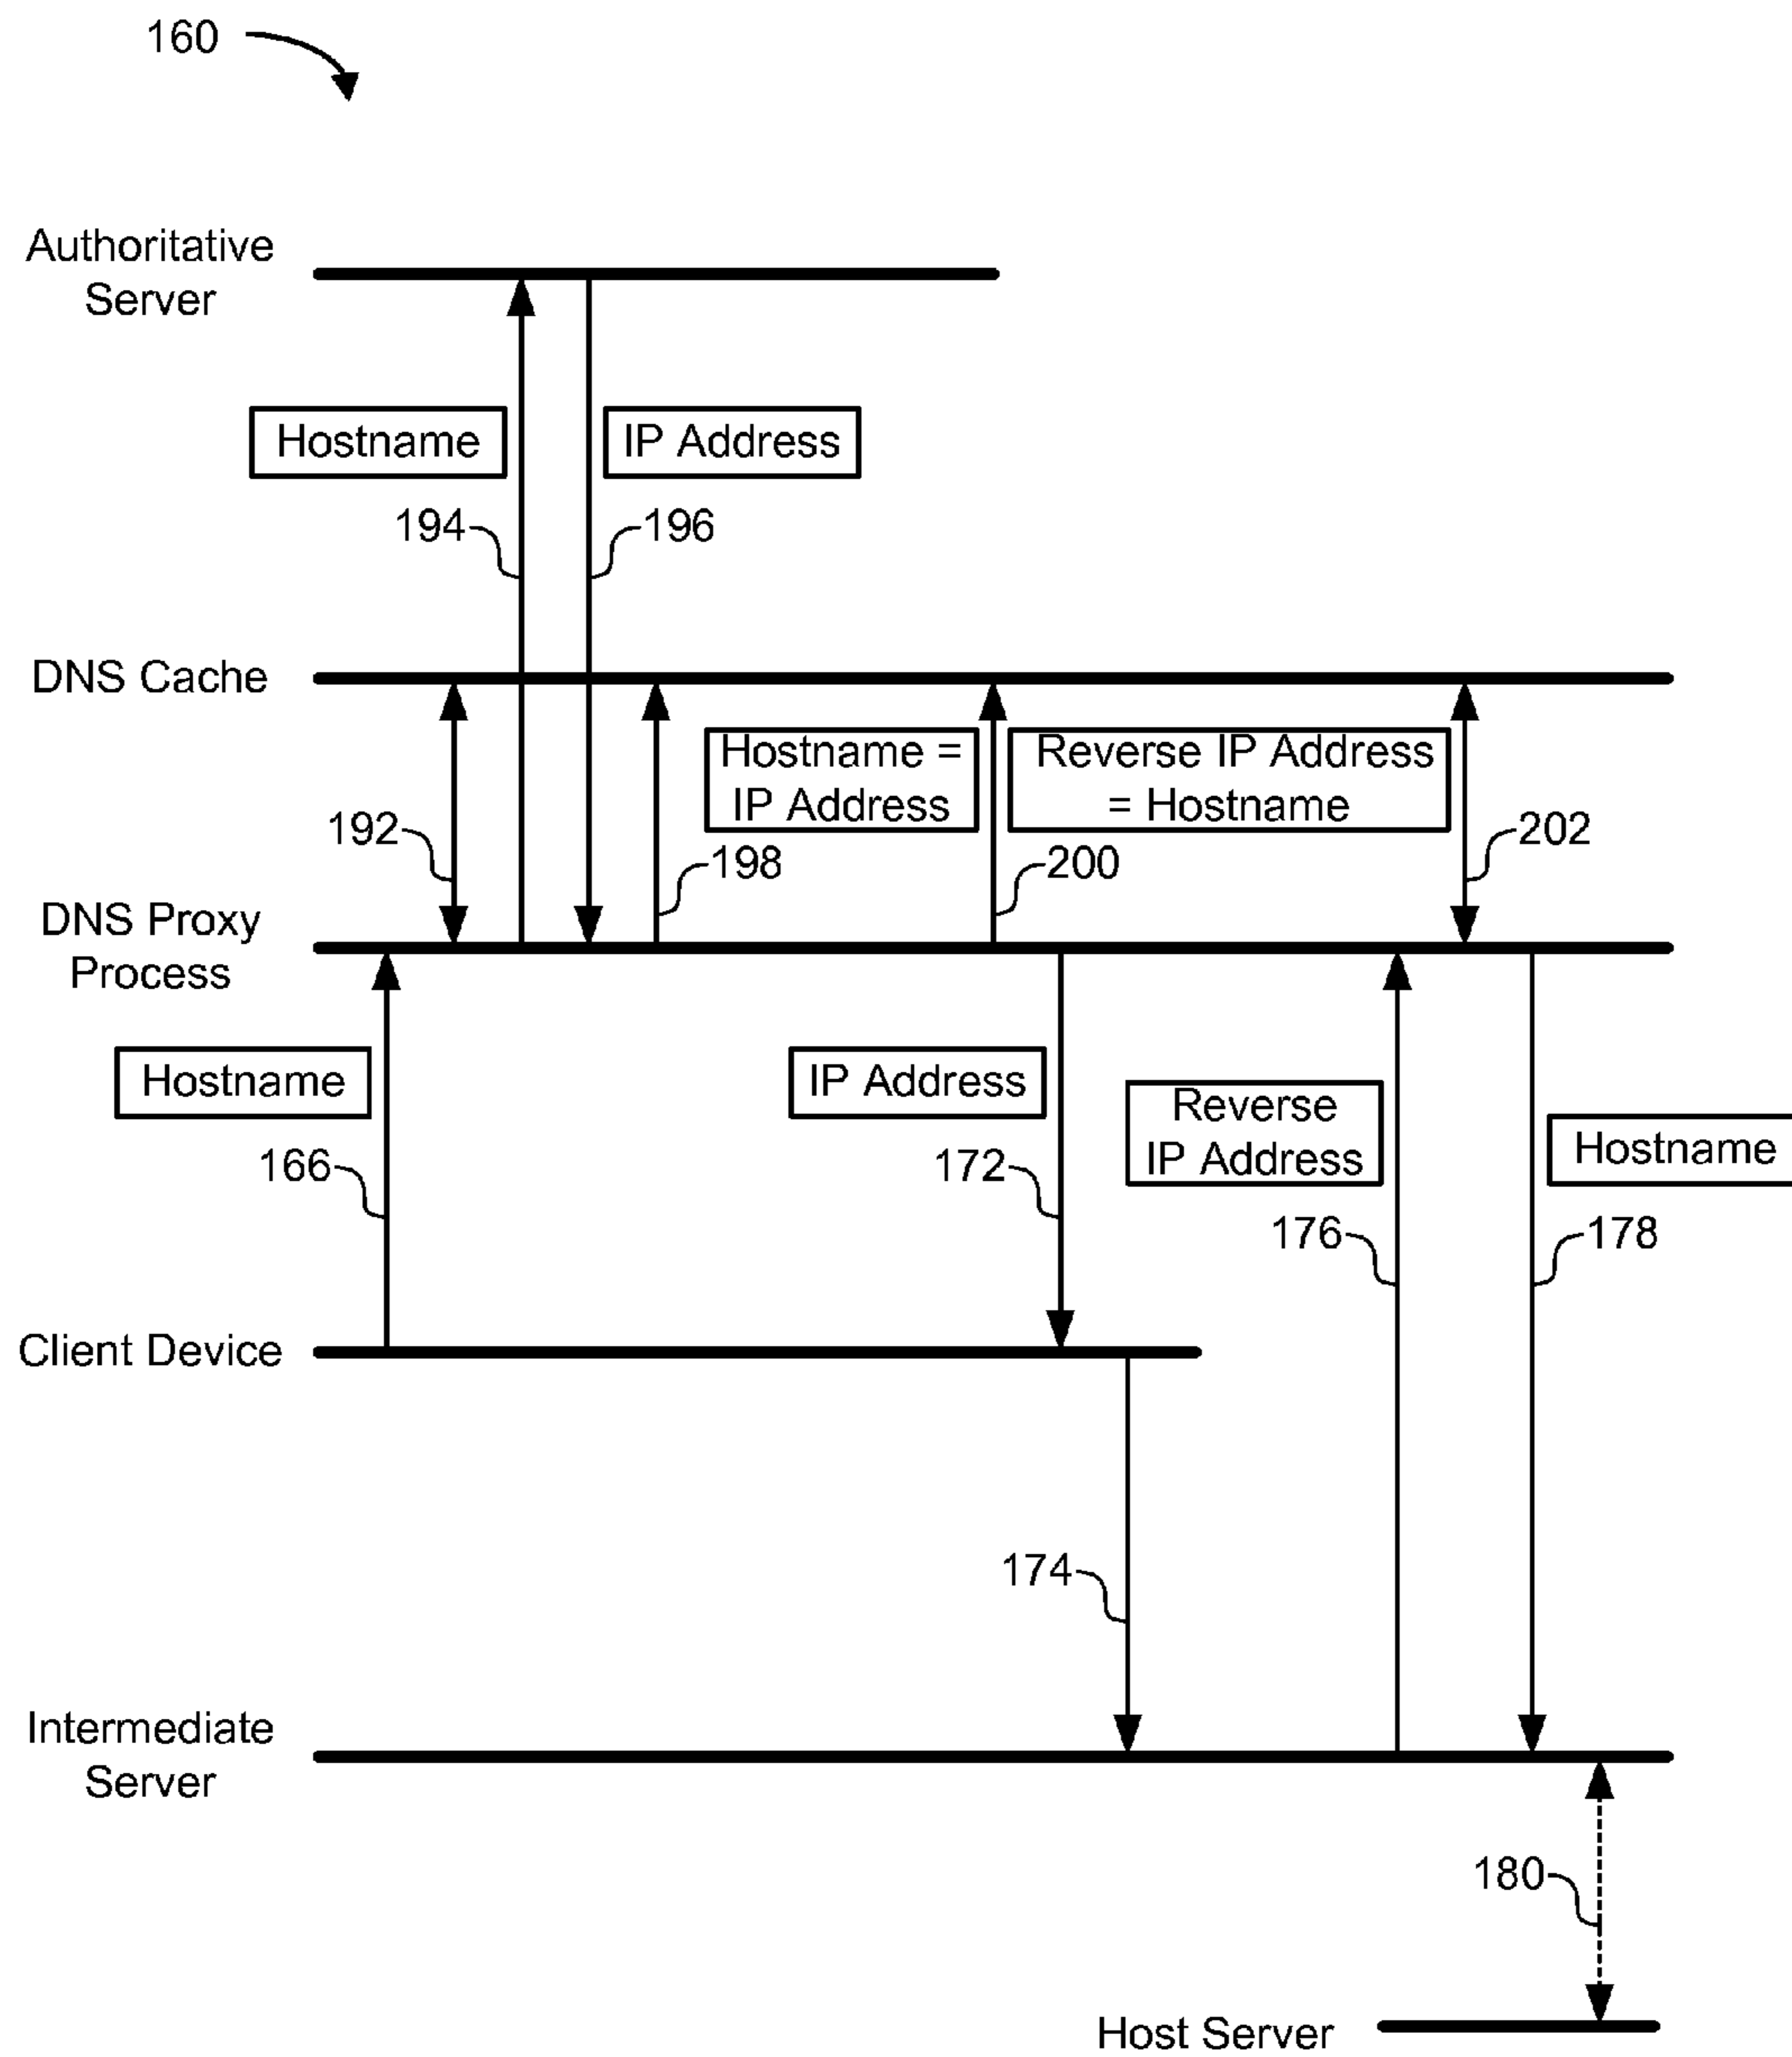 160
Authoritative
Server
Hostname
IP Address
194
196
DNS Cache
Hostname =
IP Address
Reverse IP Address
= Hostname
192
198
200
202
DNS Proxy
Process
Hostname
IP Address
Reverse
IP Address
Hostname
166
172
176
178
Client Device
174
Intermediate
Server
180
Host Server